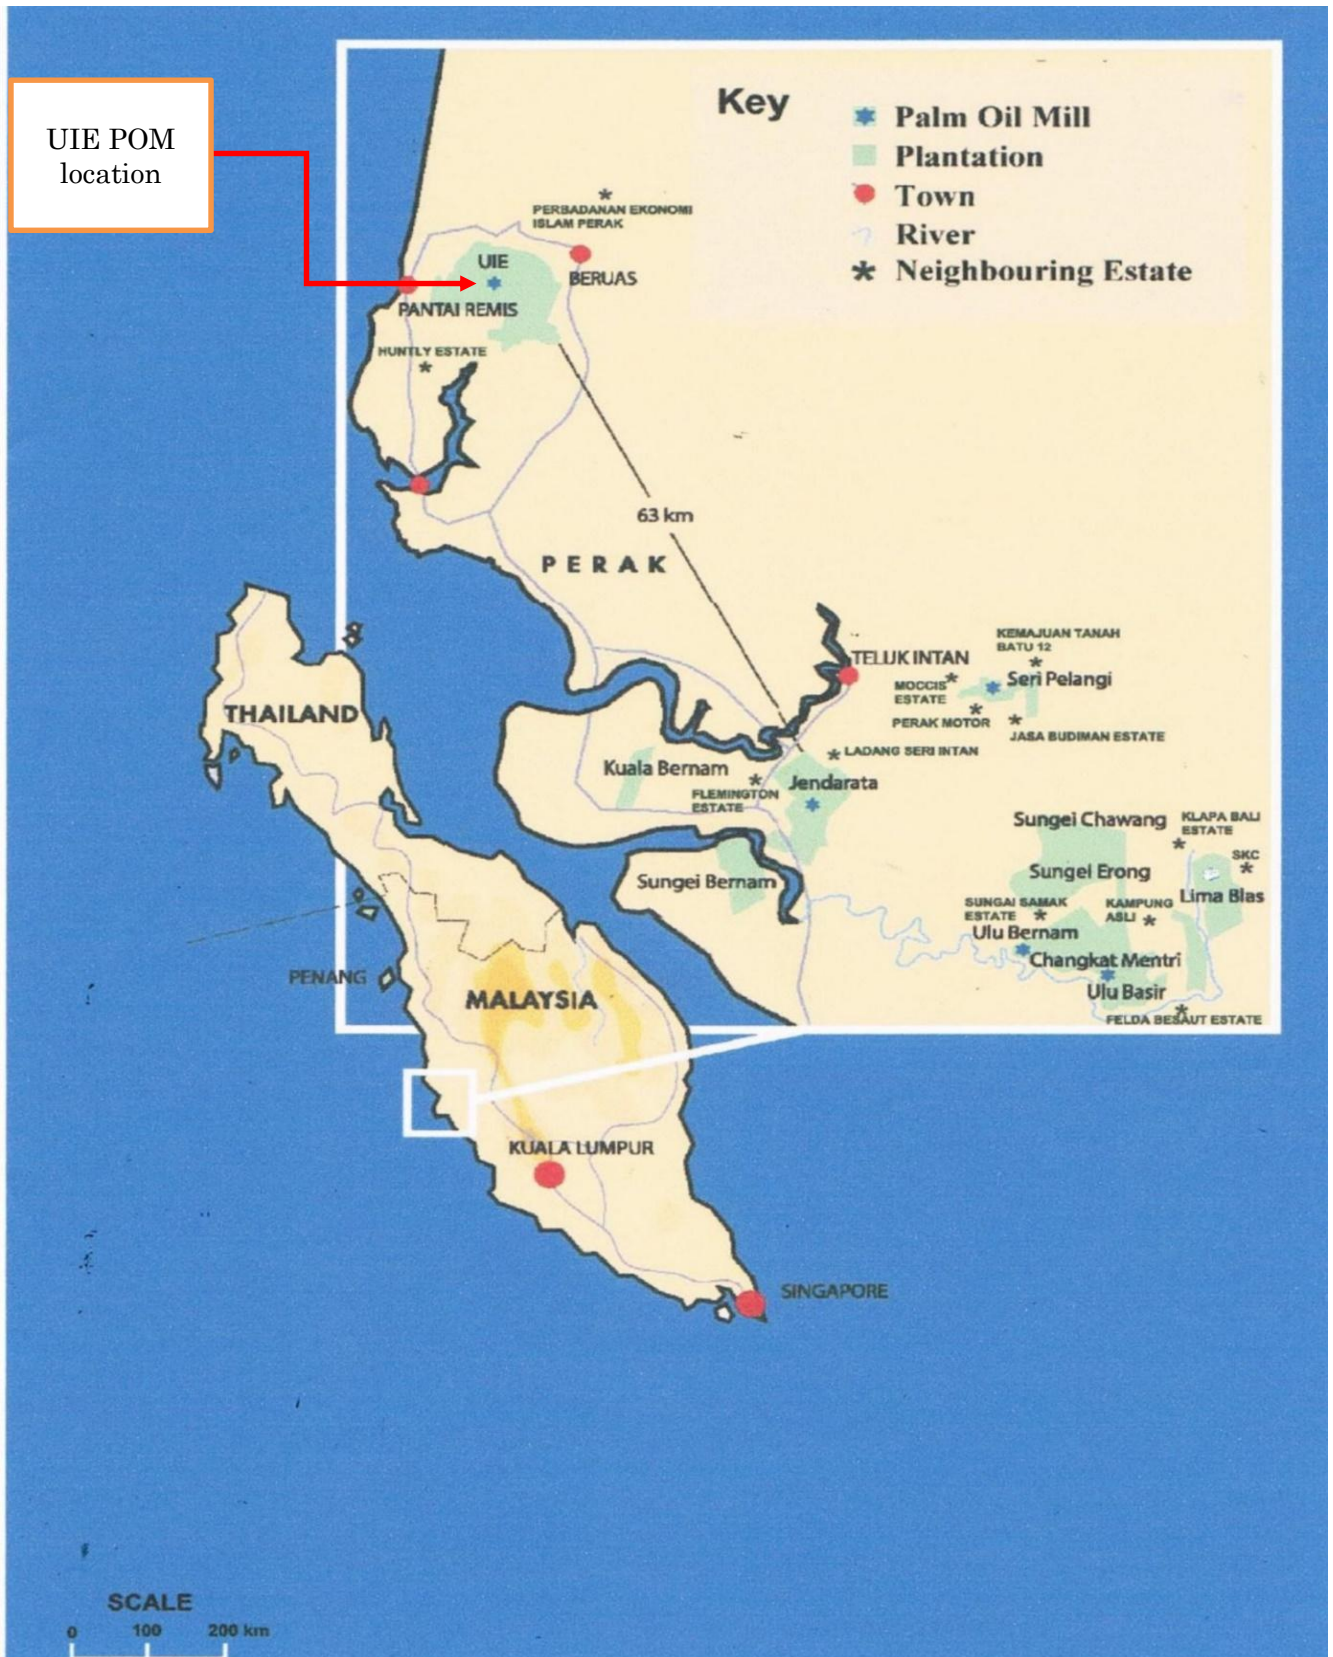 UIE POM
location
Key
Palm Oil Mill
Plantation
Town
River
Neighbouring Estate
PERBADANAN EKONOMI
ISLAM PERAK
UIE
BERUAS
PANTAI REMIS
HUNTLY ESTATE
63 km
PERAK
TELUK INTAN
KEMAJUAN TANAH
BATU 12
MOCCIS
ESTATE
Seri Pelangi
PERAK MOTOR
JASA BUDIMAN ESTATE
LADANG SERI INTAN
Kuala Bernam
FLEMINGTON
ESTATE
Jendarata
Sungei Bernam
Sungei Chawang
KLAPA BALI
ESTATE
Sungei Erong
SKC
Lima Blas
SUNGAI SAMAK
ESTATE
KAMPUNG
ASLI
Ulu Bernam
Changkat Mentri
Ulu Basir
FELDA BESAUT ESTATE
THAILAND
PENANG
MALAYSIA
KUALA LUMPUR
SINGAPORE
SCALE
0 100 200 km